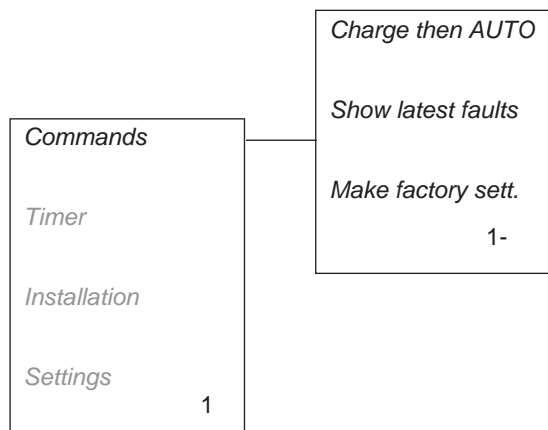 Commands
Timer
Installation
Settings
1
Charge then AUTO
Show latest faults
Make factory sett.
1-